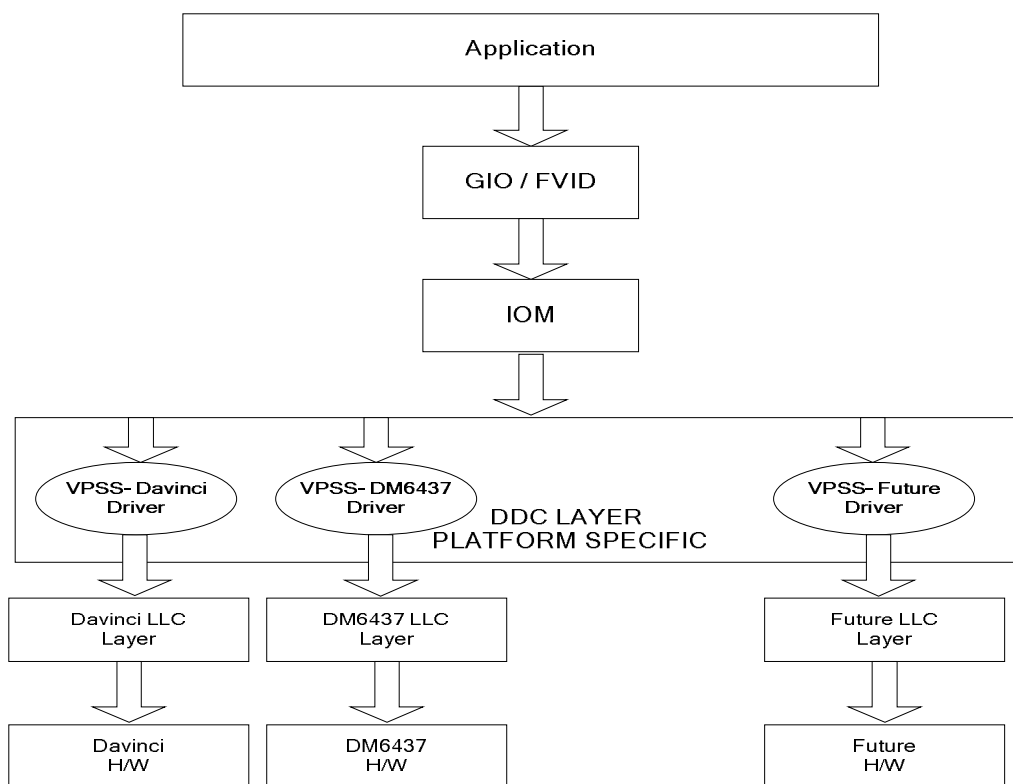 Application
GIO / FVID
IOM
VPSS- Davinci
Driver
VPSS- DM6437
Driver
VPSS- Future
Driver
DDC LAYER
PLATFORM SPECIFIC
Davinci LLC
Layer
DM6437 LLC
Layer
Future LLC
Layer
Davinci
H/W
DM6437
H/W
Future
H/W